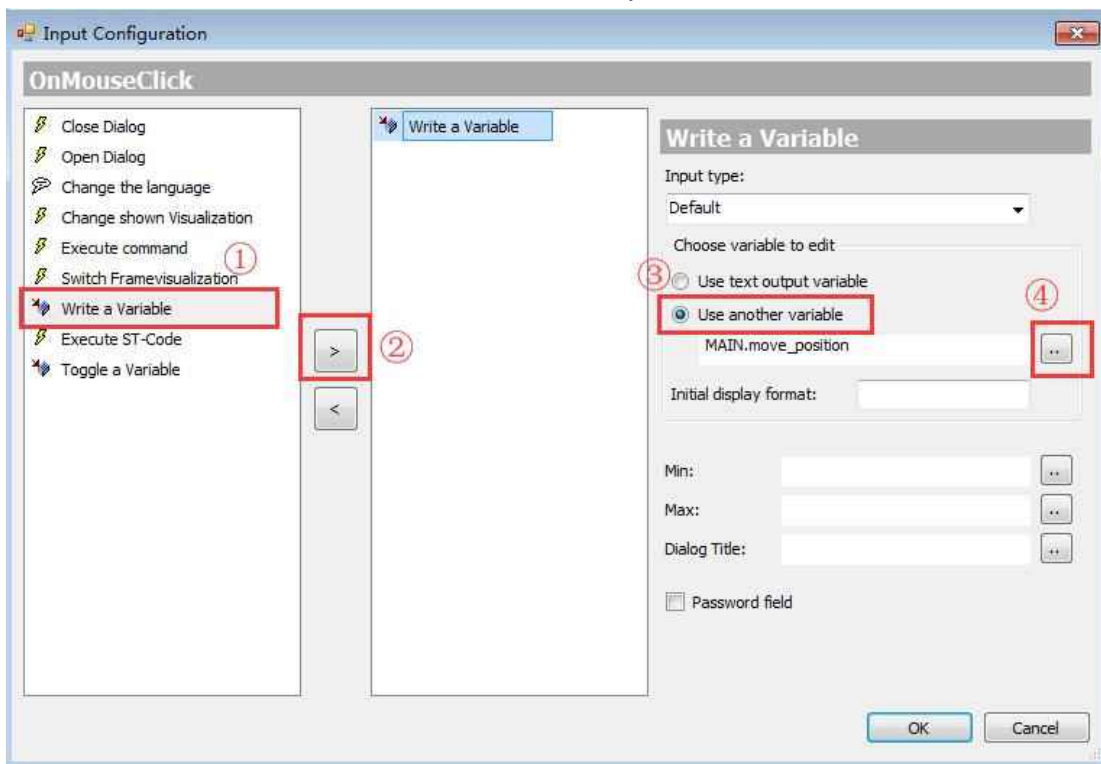 Input Configuration
OnMouseClick
Close Dialog
Open Dialog
Change the language
Change shown Visualization
Execute command
①
Switch Framevisualization
Write a Variable
Execute ST-Code
Toggle a Variable
>
②
<
Write a Variable
Write a Variable
Input type:
Default
Choose variable to edit
③
Use text output variable
④
Use another variable
MAIN.move_position
..
Initial display format:
Min:
..
Max:
..
Dialog Title:
..
Password field
OK
Cancel